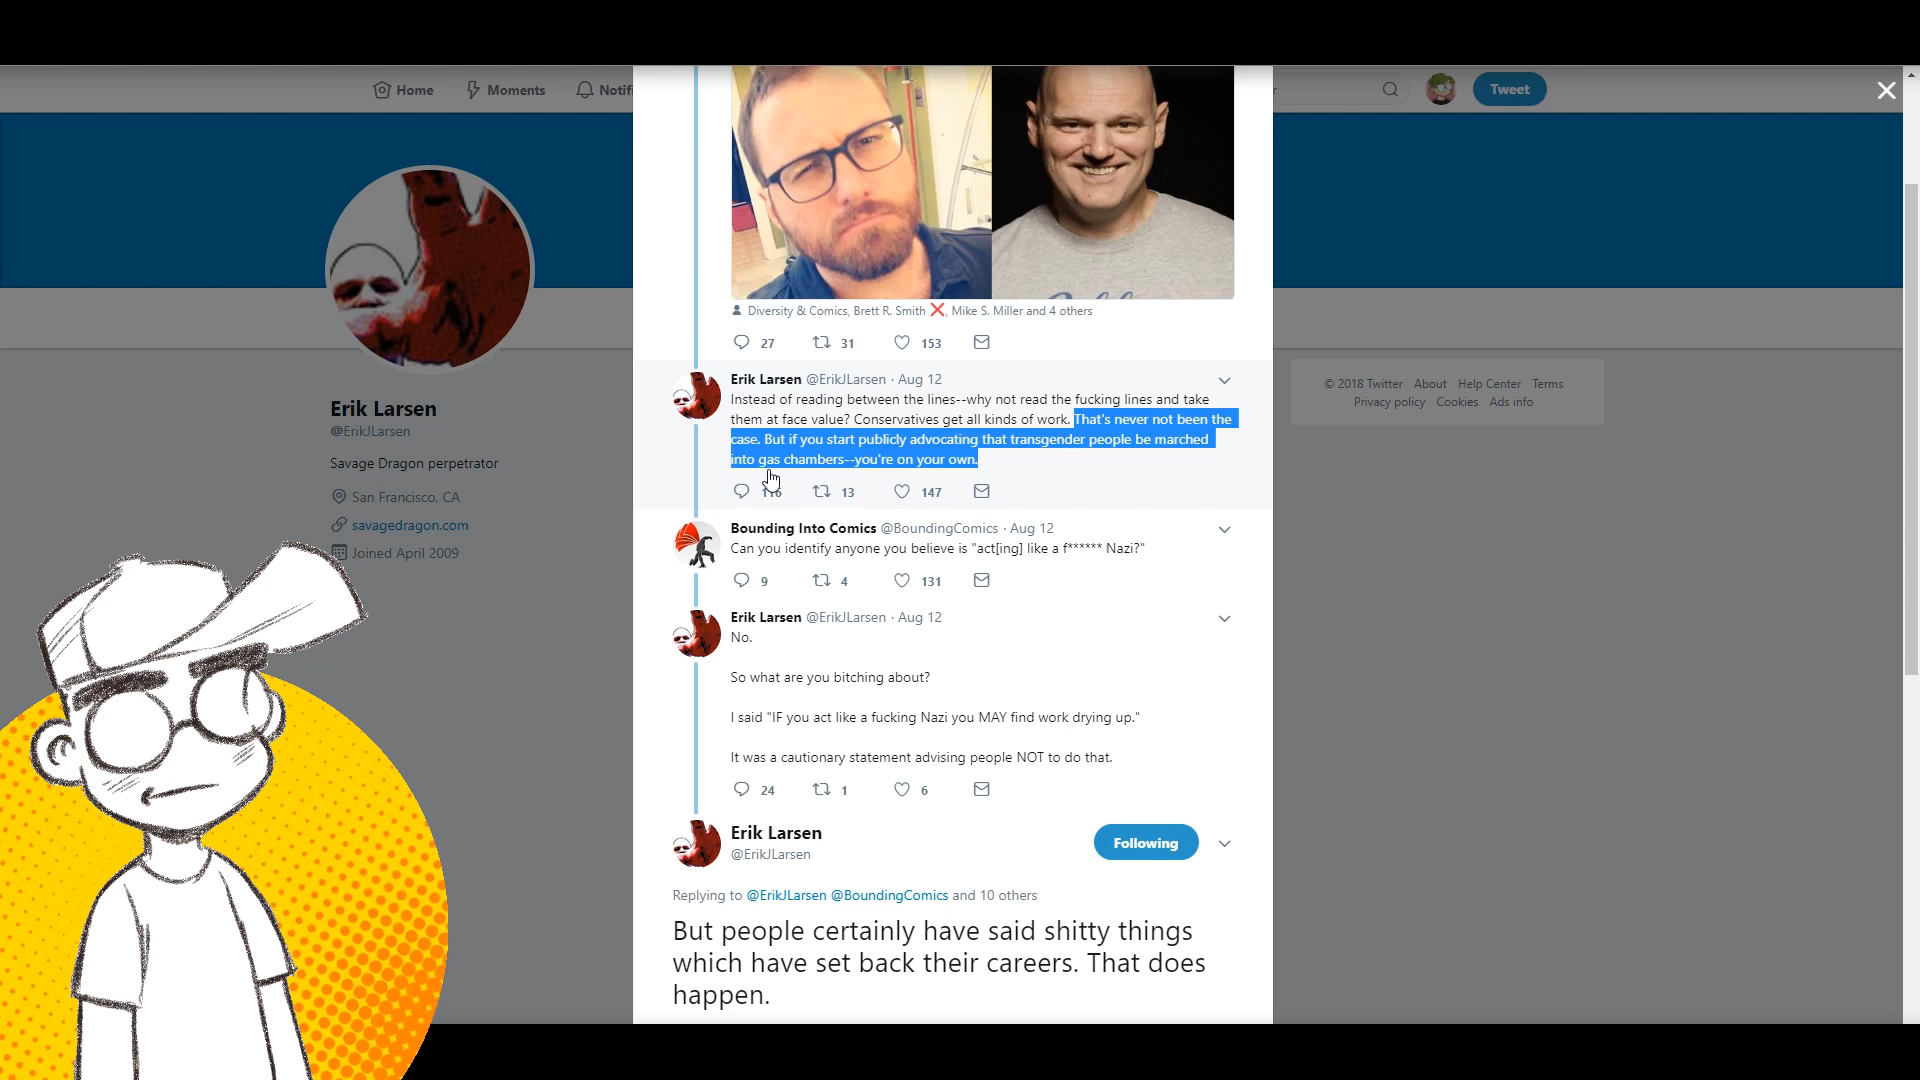 Home
Moments
Notifi
r
Tweet
Erik Larsen
@ErikJLarsen
Savage Dragon perpetrator
San Francisco, CA
savagedragon.com
Joined April 2009
Diversity & Comics, Brett R. Smith ❌, Mike S. Miller and 4 others
27 31 153
Erik Larsen @ErikJLarsen · Aug 12
Instead of reading between the lines--why not read the fucking lines and take
them at face value? Conservatives get all kinds of work. That's never not been the
case. But if you start publicly advocating that transgender people be marched
into gas chambers--you're on your own.
116 13 147
Bounding Into Comics @BoundingComics · Aug 12
Can you identify anyone you believe is "act[ing] like a f****** Nazi?"
9 4 131
Erik Larsen @ErikJLarsen · Aug 12
No.
So what are you bitching about?
I said "IF you act like a fucking Nazi you MAY find work drying up."
It was a cautionary statement advising people NOT to do that.
24 1 6
Erik Larsen
@ErikJLarsen
Following
Replying to @ErikJLarsen @BoundingComics and 10 others
But people certainly have said shitty things
which have set back their careers. That does
happen.
© 2018 Twitter About Help Center Terms
Privacy policy Cookies Ads info